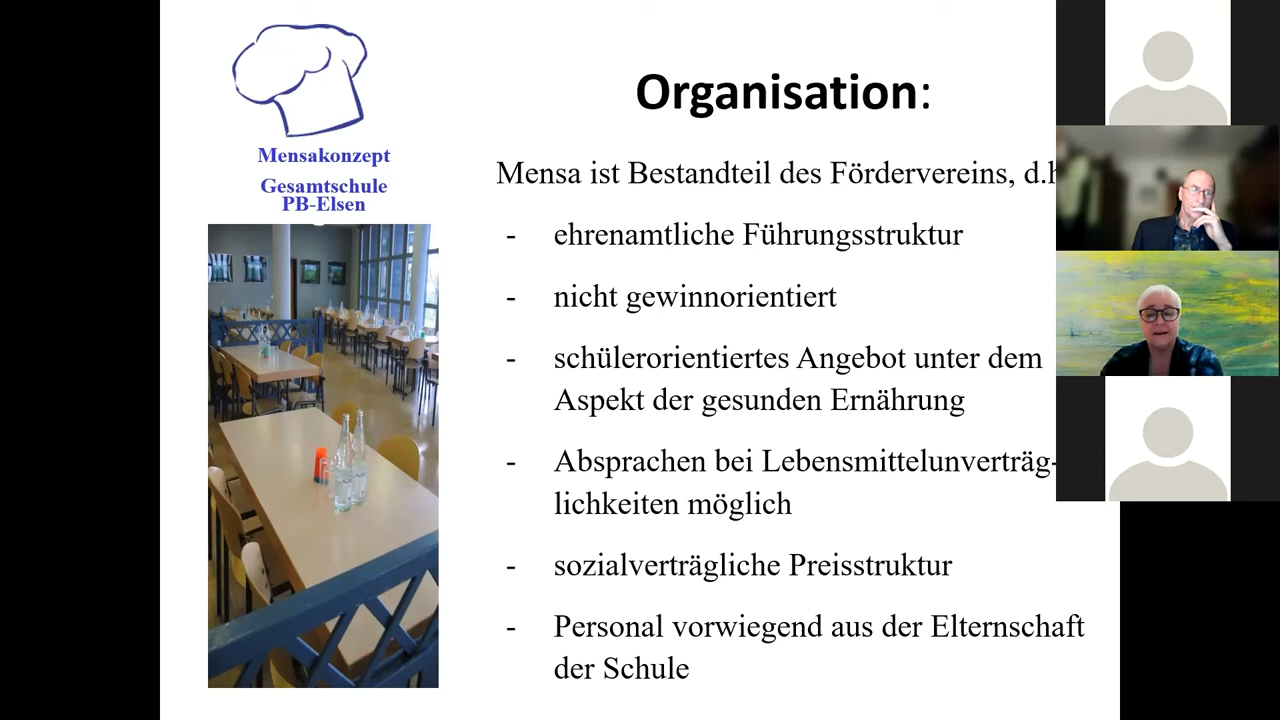 Mensakonzept
Gesamtschule
PB-Elsen
Organisation:
Mensa ist Bestandteil des Fördervereins, d.h
- ehrenamtliche Führungsstruktur
- nicht gewinnorientiert
- schülerorientiertes Angebot unter dem
Aspekt der gesunden Ernährung
- Absprachen bei Lebensmittelunverträg-
lichkeiten möglich
- sozialverträgliche Preisstruktur
- Personal vorwiegend aus der Elternschaft
der Schule